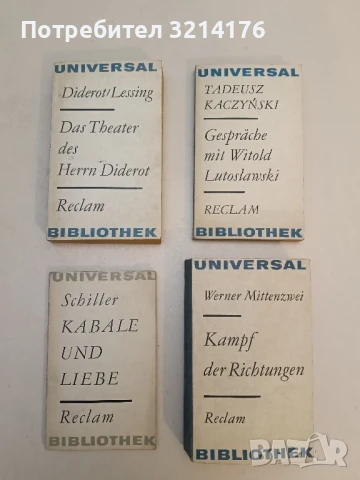 Потребител 3214176
UNIVERSAL
Diderot/Lessing
Das Theater
des
Herrn Diderot
Reclam
BIBLIOTHEK
UNIVERSAL
TADEUSZ
KACZYŃSKI
Gespräche
mit Witold
Lutosławski
RECLAM
BIBLIOTHEK
UNIVERSAL
Schiller
KABALE
UND
LIEBE
Reclam
BIBLIOTHEK
UNIVERSAL
Werner Mittenzwei
Kampf
der Richtungen
Reclam
BIBLIOTHEK
BAZAR